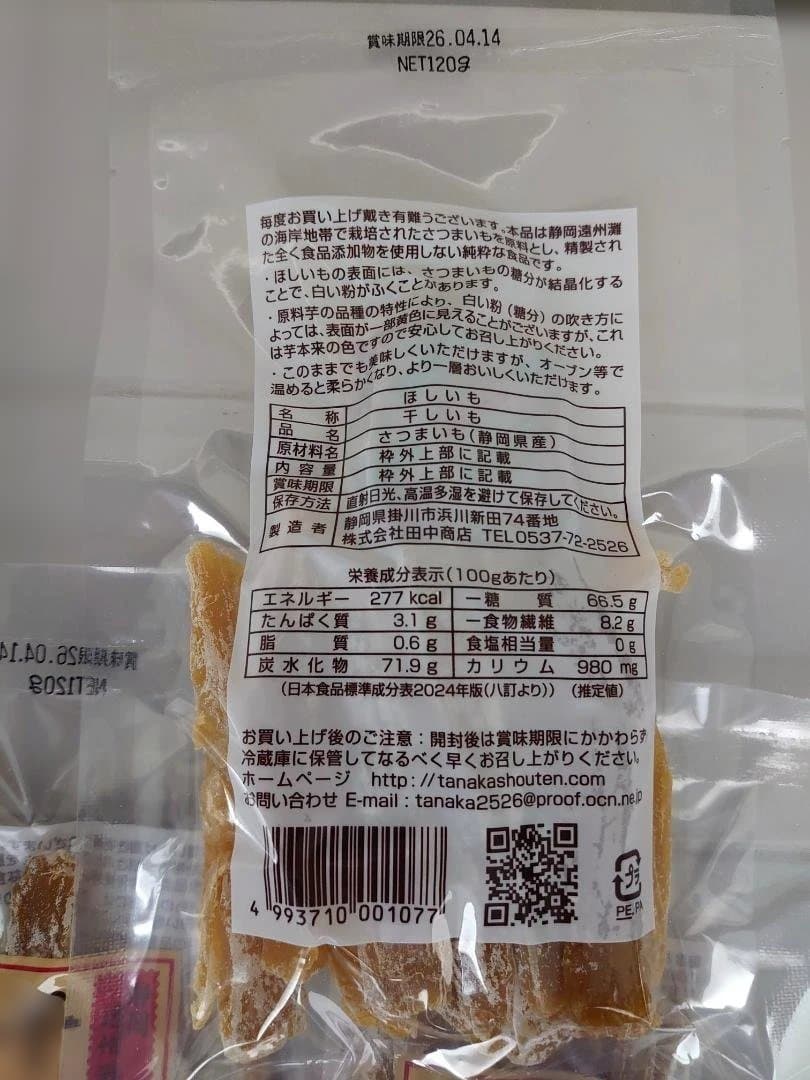 賞味期限26.04.14
NET120g
毎度お買い上げ戴き有難うございます。本品は静岡遠州灘
の海岸地帯で栽培されたさつまいもを原料とし、精製され
た全く食品添加物を使用しない純粋な食品です。
・ほしいもの表面には、さつまいもの糖分が結晶化する
ことで、白い粉がふくことがあります。
・原料芋の品種の特性により、白い粉（糖分）の吹き方に
よっては、表面が一部黄色に見えることがございますが、これ
は芋本来の色ですので安心してお召し上がりください。
・このままでも美味しくいただけますが、オーブン等で
温めると柔らかくなり、より一層おいしくいただけます。
名称 ほしいも
品名 干しいも
原材料名 さつまいも（静岡県産）
内容量 枠外上部に記載
賞味期限 枠外上部に記載
保存方法 直射日光、高温多湿を避けて保存してください。
製造者 静岡県掛川市浜川新田74番地
株式会社田中商店 TEL0537-72-2526
栄養成分表示（100gあたり）
エネルギー 277 kcal 一糖質 66.5 g
たんぱく質 3.1 g 一食物繊維 8.2 g
脂質 0.6 g 食塩相当量 0 g
炭水化物 71.9 g カリウム 980 mg
（日本食品標準成分表2024年版（八訂より））（推定値）
お買い上げ後のご注意：開封後は賞味期限にかかわらず
冷蔵庫に保管してなるべく早くお召し上がりください。
ホームページ http://tanakashouten.com
お問い合わせ E-mail：tanaka2526@proof.ocn.ne.jp
4 993710 001077
プラ
PE,PA
賞味期限26.04.14
NET120g